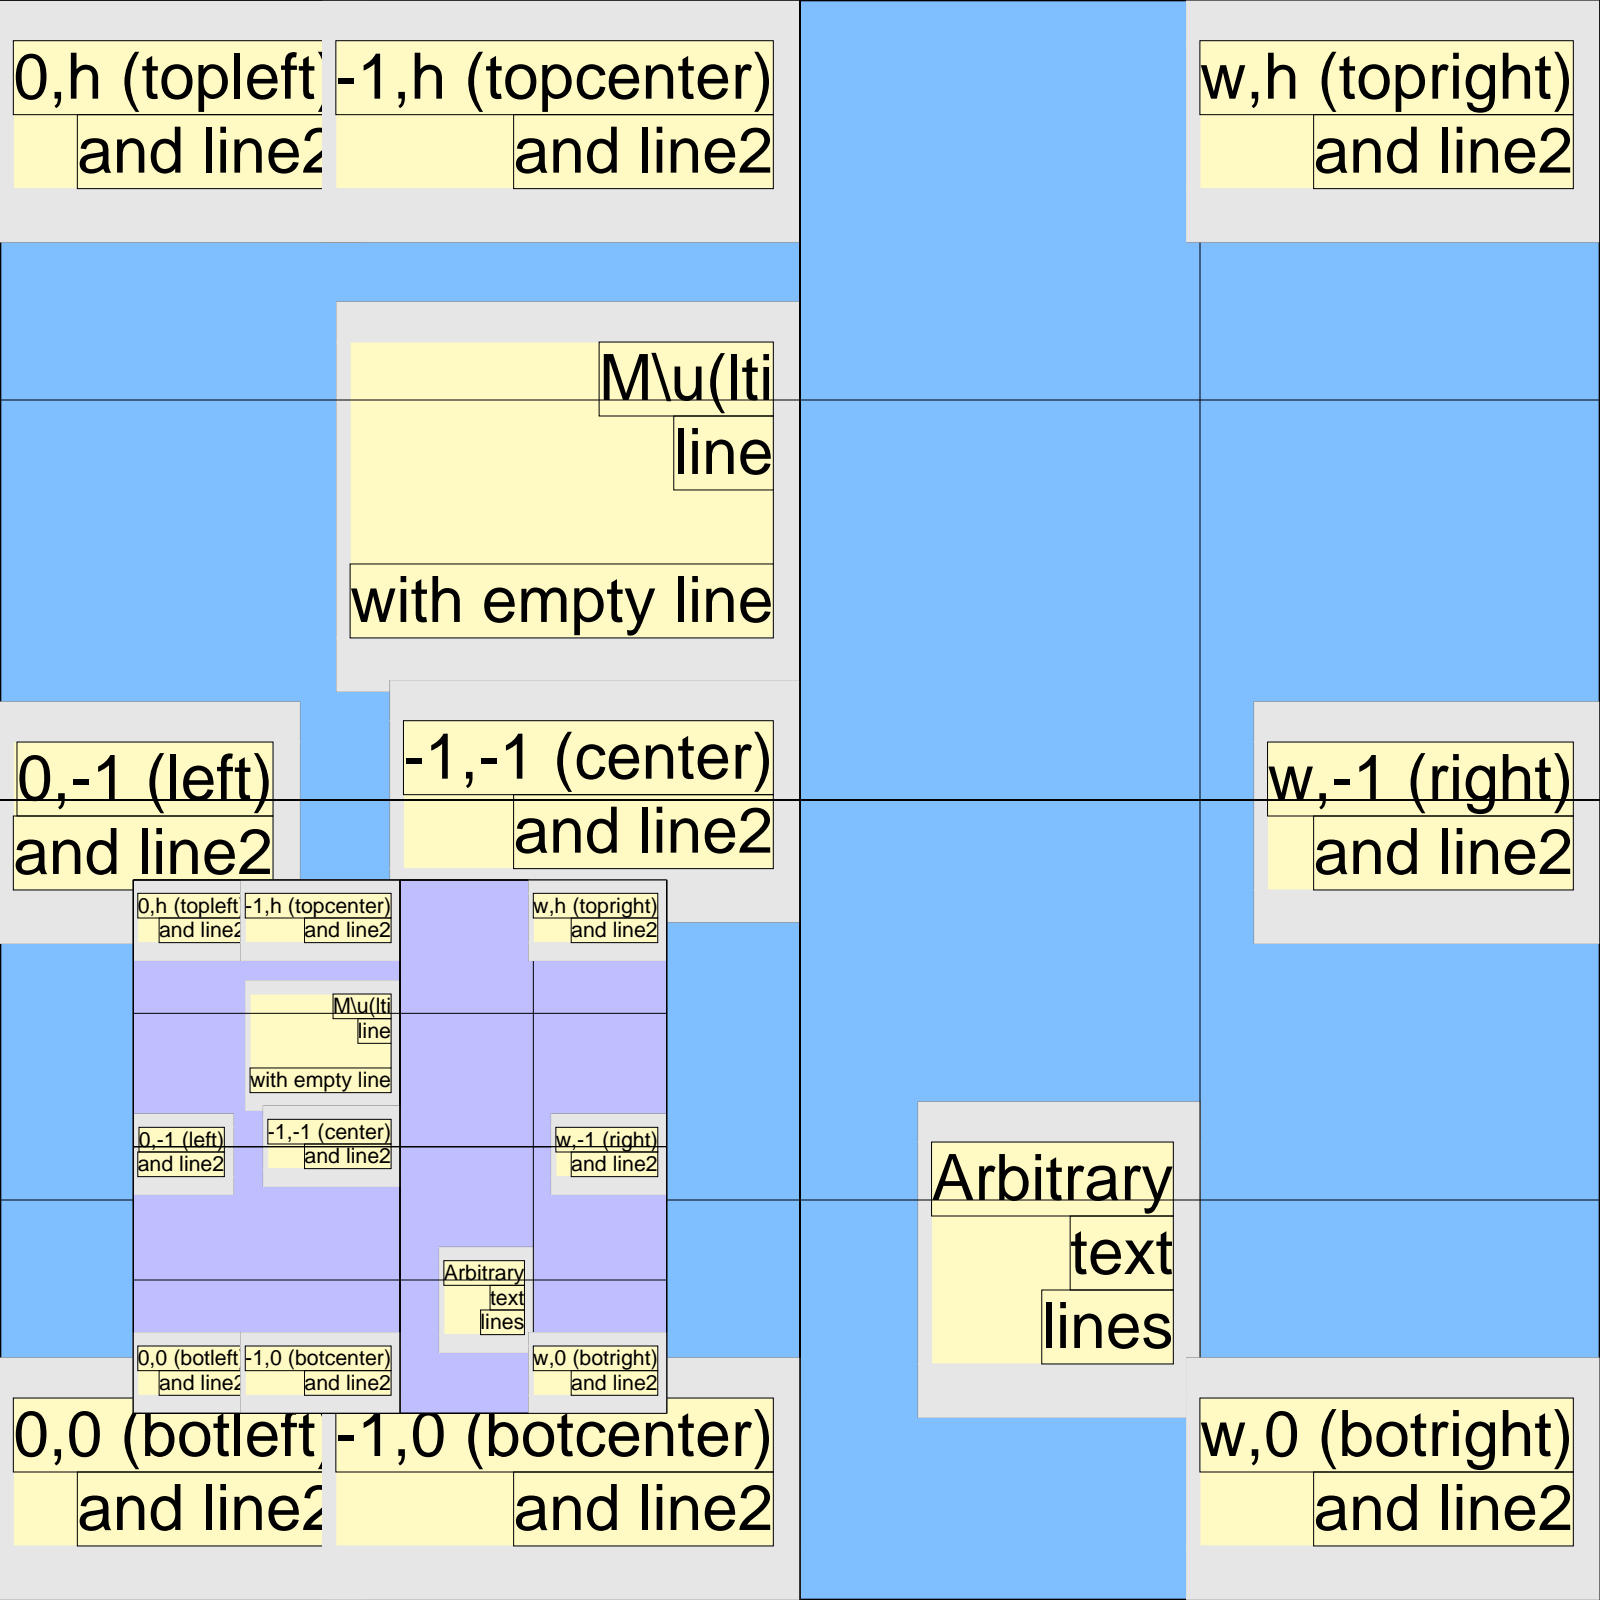 0,h (topleft)
and line2
-1,h (topcenter)
and line2
w,h (topright)
and line2
M\u(lti
line
with empty line
0,-1 (left)
and line2
-1,-1 (center)
and line2
w,-1 (right)
and line2
0,h (topleft)
and line2
-1,h (topcenter)
and line2
w,h (topright)
and line2
M\u(lti
line
with empty line
0,-1 (left)
and line2
-1,-1 (center)
and line2
w,-1 (right)
and line2
Arbitrary
text
lines
0,0 (botleft
and line2
-1,0 (botcenter)
and line2
w,0 (botright)
and line2
Arbitrary
text
lines
0,0 (botleft
and line2
-1,0 (botcenter)
and line2
w,0 (botright)
and line2